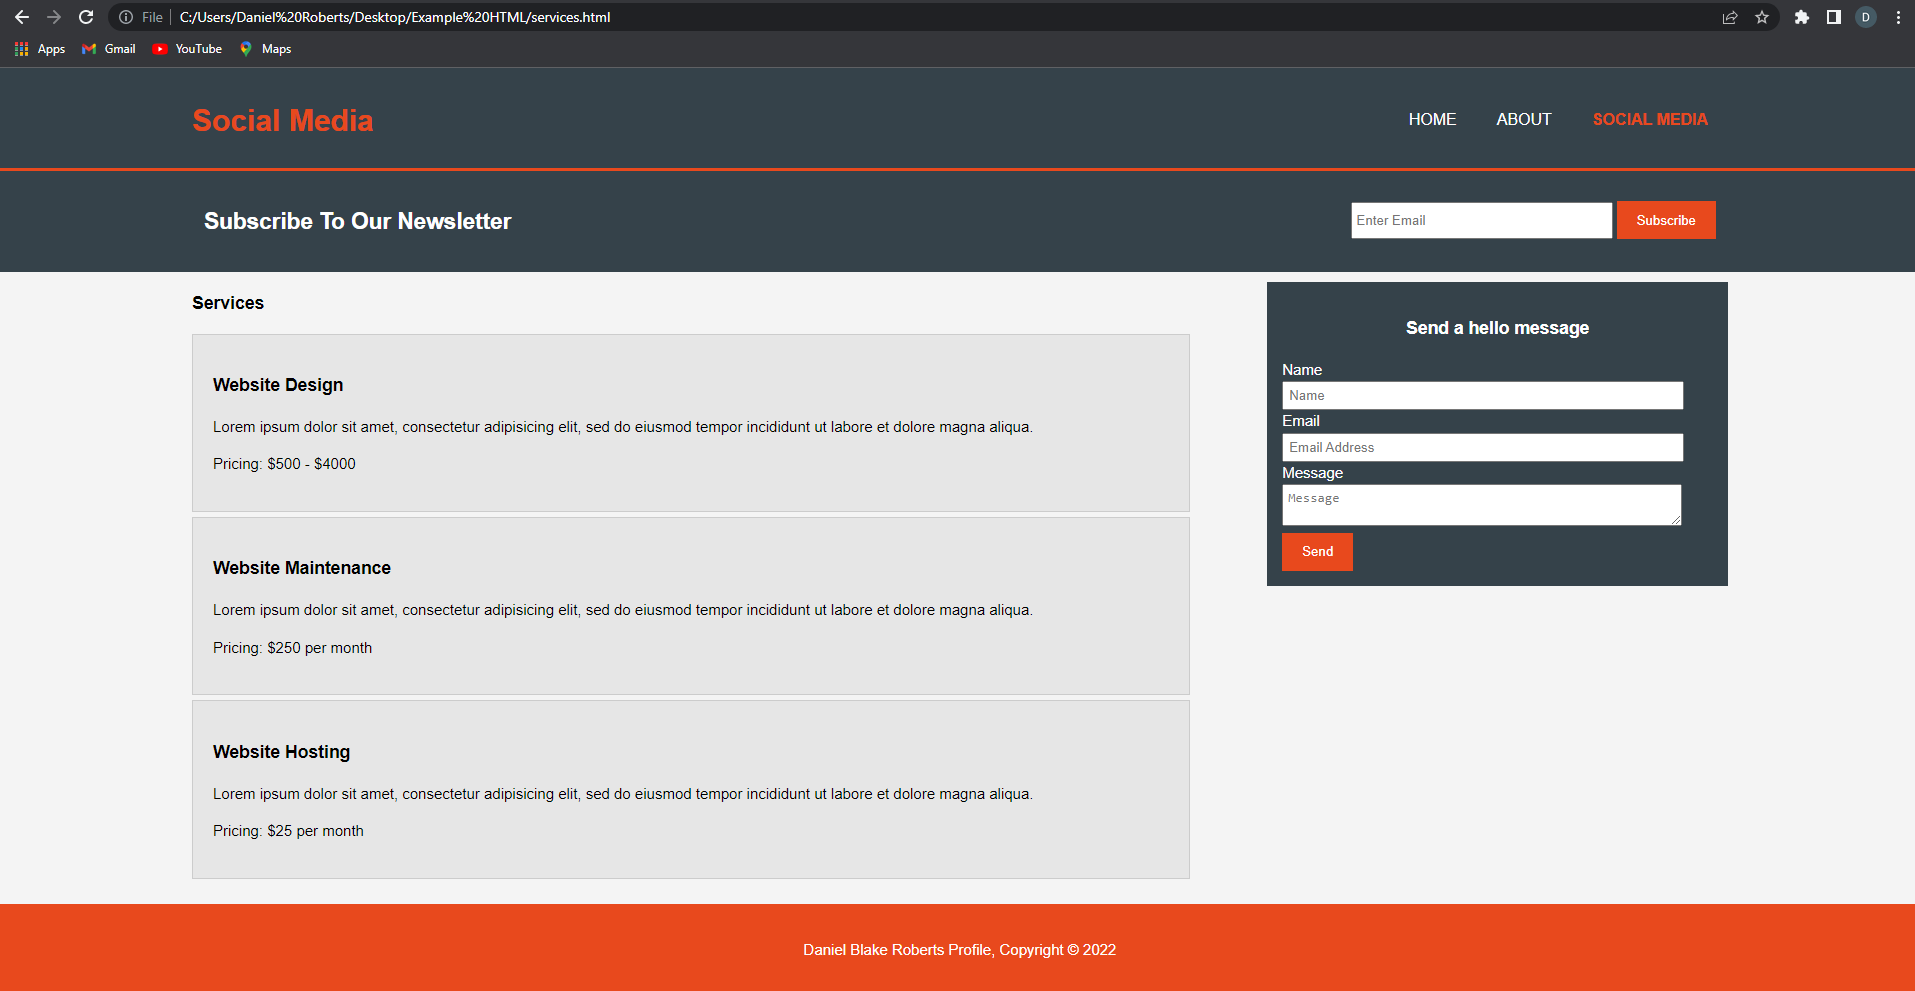 File | C:/Users/Daniel%20Roberts/Desktop/Example%20HTML/services.html
D
Apps Gmail YouTube Maps
Social Media
HOME ABOUT SOCIAL MEDIA
Subscribe To Our Newsletter
Enter Email Subscribe
Services
Website Design
Lorem ipsum dolor sit amet, consectetur adipisicing elit, sed do eiusmod tempor incididunt ut labore et dolore magna aliqua.
Pricing: $500 - $4000
Website Maintenance
Lorem ipsum dolor sit amet, consectetur adipisicing elit, sed do eiusmod tempor incididunt ut labore et dolore magna aliqua.
Pricing: $250 per month
Website Hosting
Lorem ipsum dolor sit amet, consectetur adipisicing elit, sed do eiusmod tempor incididunt ut labore et dolore magna aliqua.
Pricing: $25 per month
Send a hello message
Name
Name
Email
Email Address
Message
Message
Send
Daniel Blake Roberts Profile, Copyright © 2022